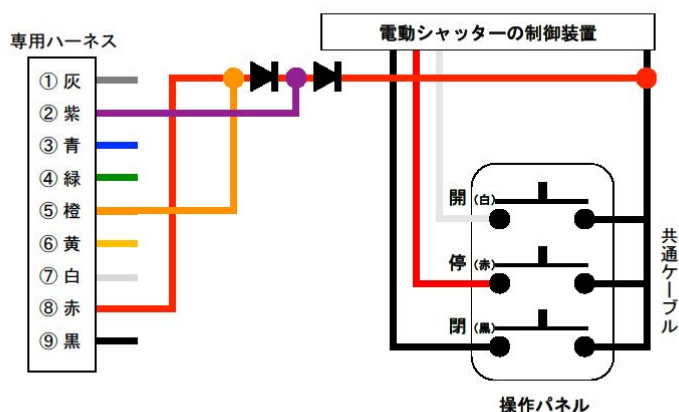 電動シャッターの制御装置
専用ハーネス
① 灰
② 紫
③ 青
④ 緑
⑤ 橙
⑥ 黄
⑦ 白
⑧ 赤
⑨ 黒
開 (白)
停 (赤)
閉 (黒)
共通ケーブル
操作パネル